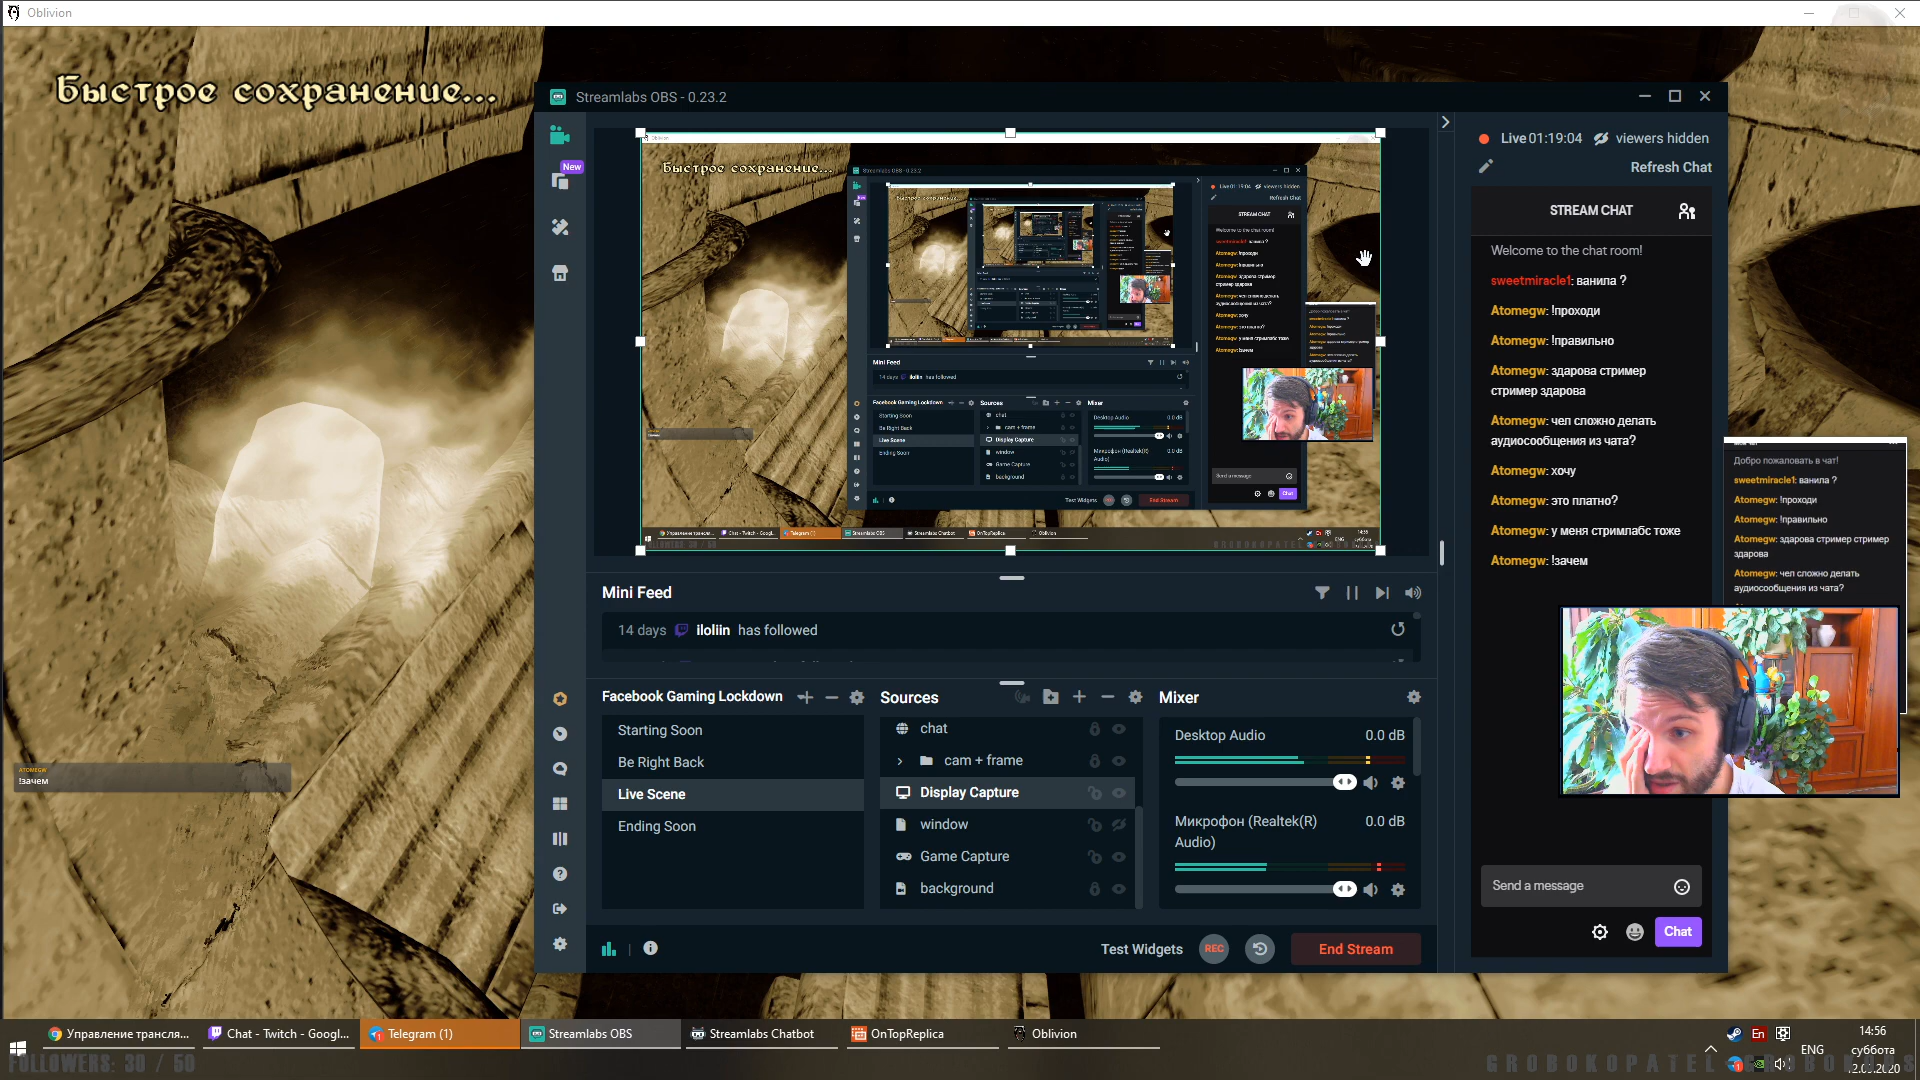 Oblivion
Быстрое сохранение...
Streamlabs OBS - 0.23.2
New
Live 01:19:04 viewers hidden
Refresh Chat
STREAM CHAT
Welcome to the chat room!
sweetmiracle1: ванила ?
Atomegw: !проходи
Atomegw: !правильно
Atomegw: здарова стример
стример здарова
Atomegw: чел сложно делать
аудиосообщения из чата?
Atomegw: хочу
Atomegw: это платно?
Atomegw: у меня стримлабс тоже
Atomegw: !зачем
Send a message
Chat
Добро пожаловать в чат!
sweetmiracle1: ванила ?
Atomegw: !проходи
Atomegw: !правильно
Atomegw: здарова стример стример
здарова
Atomegw: чел сложно делать
аудиосообщения из чата?
Mini Feed
14 days iloliin has followed
Facebook Gaming Lockdown
Starting Soon
Be Right Back
Live Scene
Ending Soon
Sources
chat
cam + frame
Display Capture
window
Game Capture
background
Mixer
Desktop Audio 0.0 dB
Микрофон (Realtek(R)
Audio) 0.0 dB
Test Widgets
REC
End Stream
ATOMEGW
!зачем
Управление трансля...
Chat - Twitch - Googl...
Telegram (1)
Streamlabs OBS
Streamlabs Chatbot
OnTopReplica
Oblivion
En
ENG
14:56
суббота
FOLLOWERS: 30 / 50
GROBOKOPATEL